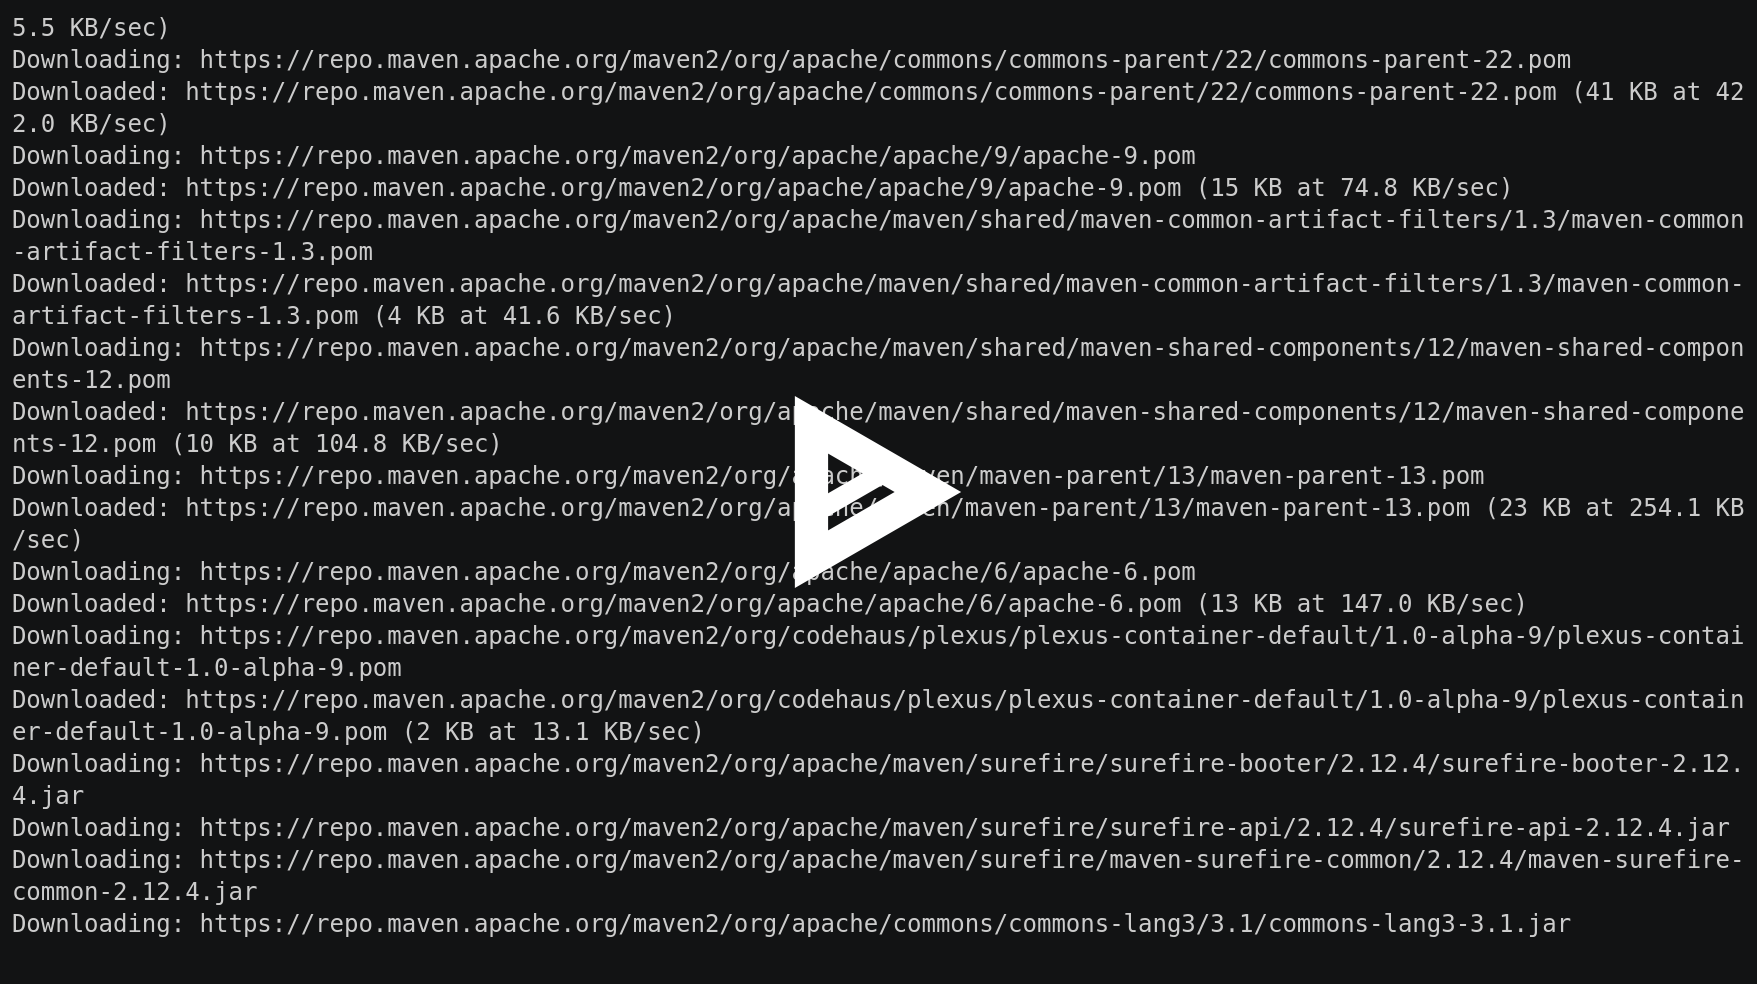 5.5 KB/sec)
Downloading: https://repo.maven.apache.org/maven2/org/apache/commons/commons-parent/22/commons-parent-22.pom
Downloaded: https://repo.maven.apache.org/maven2/org/apache/commons/commons-parent/22/commons-parent-22.pom (41 KB at 42
2.0 KB/sec)
Downloading: https://repo.maven.apache.org/maven2/org/apache/apache/9/apache-9.pom
Downloaded: https://repo.maven.apache.org/maven2/org/apache/apache/9/apache-9.pom (15 KB at 74.8 KB/sec)
Downloading: https://repo.maven.apache.org/maven2/org/apache/maven/shared/maven-common-artifact-filters/1.3/maven-common
-artifact-filters-1.3.pom
Downloaded: https://repo.maven.apache.org/maven2/org/apache/maven/shared/maven-common-artifact-filters/1.3/maven-common-
artifact-filters-1.3.pom (4 KB at 41.6 KB/sec)
Downloading: https://repo.maven.apache.org/maven2/org/apache/maven/shared/maven-shared-components/12/maven-shared-compon
ents-12.pom
Downloaded: https://repo.maven.apache.org/maven2/org/apache/maven/shared/maven-shared-components/12/maven-shared-compone
nts-12.pom (10 KB at 104.8 KB/sec)
Downloading: https://repo.maven.apache.org/maven2/org/apache/maven/maven-parent/13/maven-parent-13.pom
Downloaded: https://repo.maven.apache.org/maven2/org/apache/maven/maven-parent/13/maven-parent-13.pom (23 KB at 254.1 KB
/sec)
Downloading: https://repo.maven.apache.org/maven2/org/apache/apache/6/apache-6.pom
Downloaded: https://repo.maven.apache.org/maven2/org/apache/apache/6/apache-6.pom (13 KB at 147.0 KB/sec)
Downloading: https://repo.maven.apache.org/maven2/org/codehaus/plexus/plexus-container-default/1.0-alpha-9/plexus-contai
ner-default-1.0-alpha-9.pom
Downloaded: https://repo.maven.apache.org/maven2/org/codehaus/plexus/plexus-container-default/1.0-alpha-9/plexus-contain
er-default-1.0-alpha-9.pom (2 KB at 13.1 KB/sec)
Downloading: https://repo.maven.apache.org/maven2/org/apache/maven/surefire/surefire-booter/2.12.4/surefire-booter-2.12.
4.jar
Downloading: https://repo.maven.apache.org/maven2/org/apache/maven/surefire/surefire-api/2.12.4/surefire-api-2.12.4.jar
Downloading: https://repo.maven.apache.org/maven2/org/apache/maven/surefire/maven-surefire-common/2.12.4/maven-surefire-
common-2.12.4.jar
Downloading: https://repo.maven.apache.org/maven2/org/apache/commons/commons-lang3/3.1/commons-lang3-3.1.jar